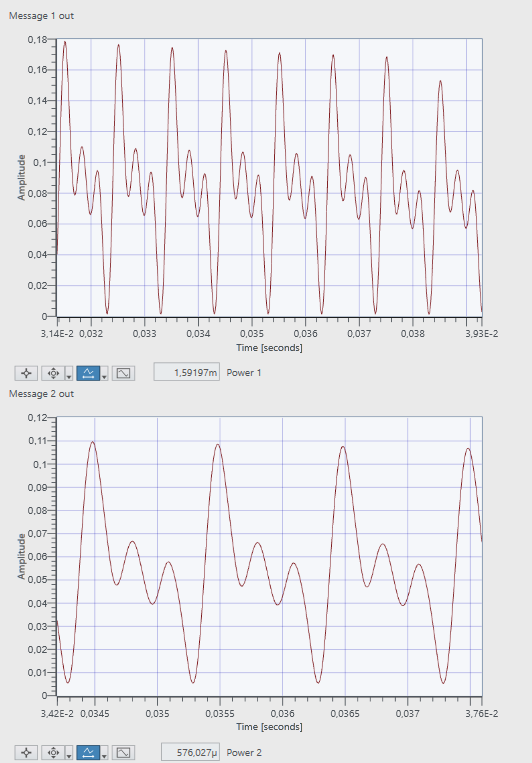 Message 1 out
0,18
0,16
0,14
0,12
0,1
0,08
0,06
0,04
0,02
0
Amplitude
3,14E-2 0,032 0,033 0,034 0,035 0,036 0,037 0,038 3,93E-2
Time [seconds]
1,59197m Power 1
Message 2 out
0,12
0,11
0,1
0,09
0,08
0,07
0,06
0,05
0,04
0,03
0,02
0,01
0
Amplitude
3,42E-2 0,0345 0,035 0,0355 0,036 0,0365 0,037 3,76E-2
Time [seconds]
576,027µ Power 2